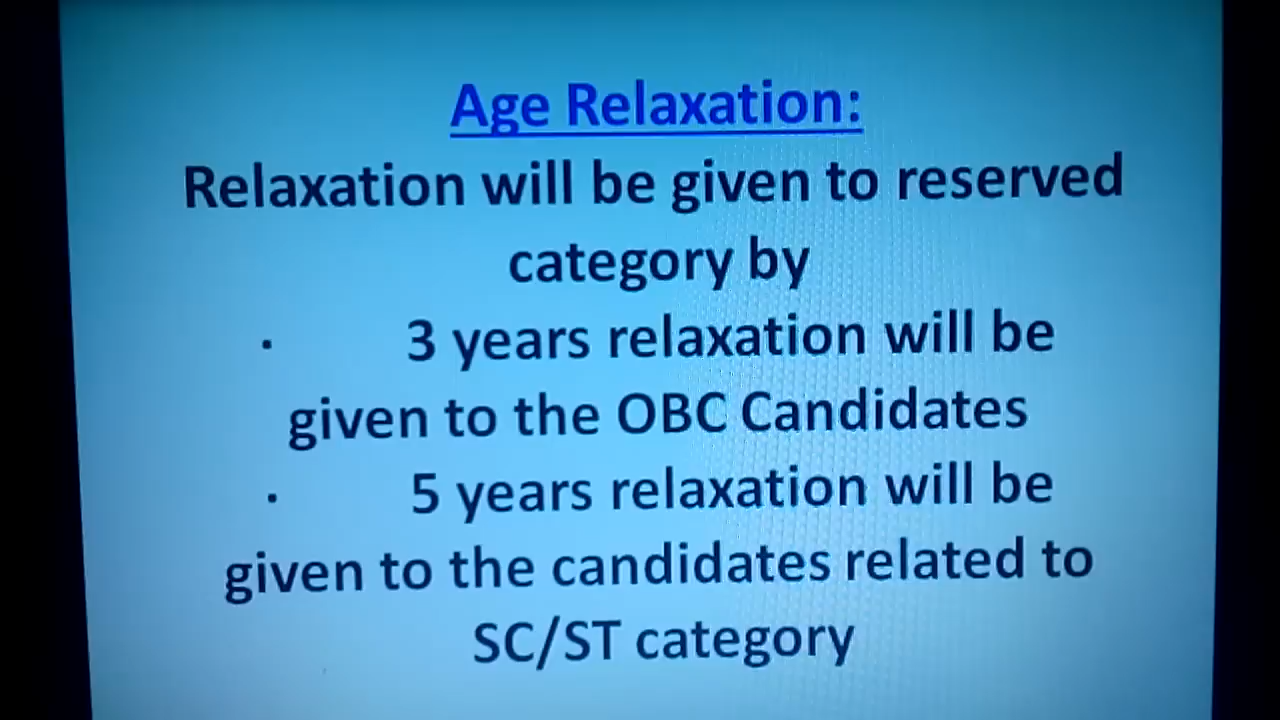 Age Relaxation:
Relaxation will be given to reserved
category by
· 3 years relaxation will be
given to the OBC Candidates
· 5 years relaxation will be
given to the candidates related to
SC/ST category